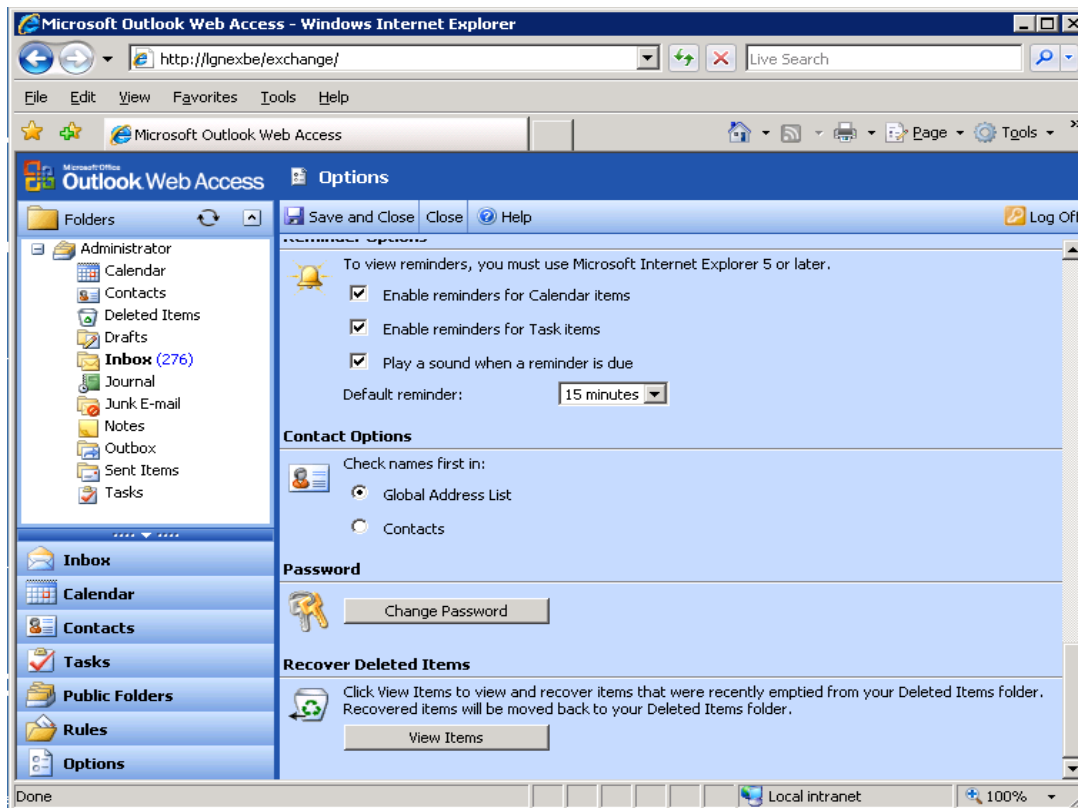 Microsoft Outlook Web Access - Windows Internet Explorer
http://lgnexbe/exchange/
Live Search
File Edit View Favorites Tools Help
Microsoft Outlook Web Access
Page Tools »
Microsoft Office
Outlook Web Access
Options
Folders
Save and Close Close Help Log Off
Administrator
Calendar
Contacts
Deleted Items
Drafts
Inbox (276)
Journal
Junk E-mail
Notes
Outbox
Sent Items
Tasks
Inbox
Calendar
Contacts
Tasks
Public Folders
Rules
Options
Reminder Options
To view reminders, you must use Microsoft Internet Explorer 5 or later.
Enable reminders for Calendar items
Enable reminders for Task items
Play a sound when a reminder is due
Default reminder: 15 minutes
Contact Options
Check names first in:
Global Address List
Contacts
Password
Change Password
Recover Deleted Items
Click View Items to view and recover items that were recently emptied from your Deleted Items folder.
Recovered items will be moved back to your Deleted Items folder.
View Items
Done
Local intranet
100%